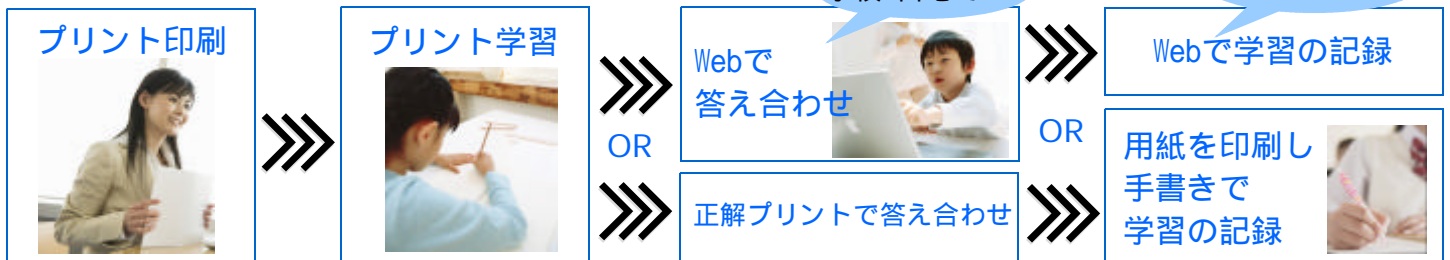 プリント印刷
プリント学習
OR
Webで
答え合わせ
正解プリントで答え合わせ
OR
Webで学習の記録
用紙を印刷し
手書きで
学習の記録